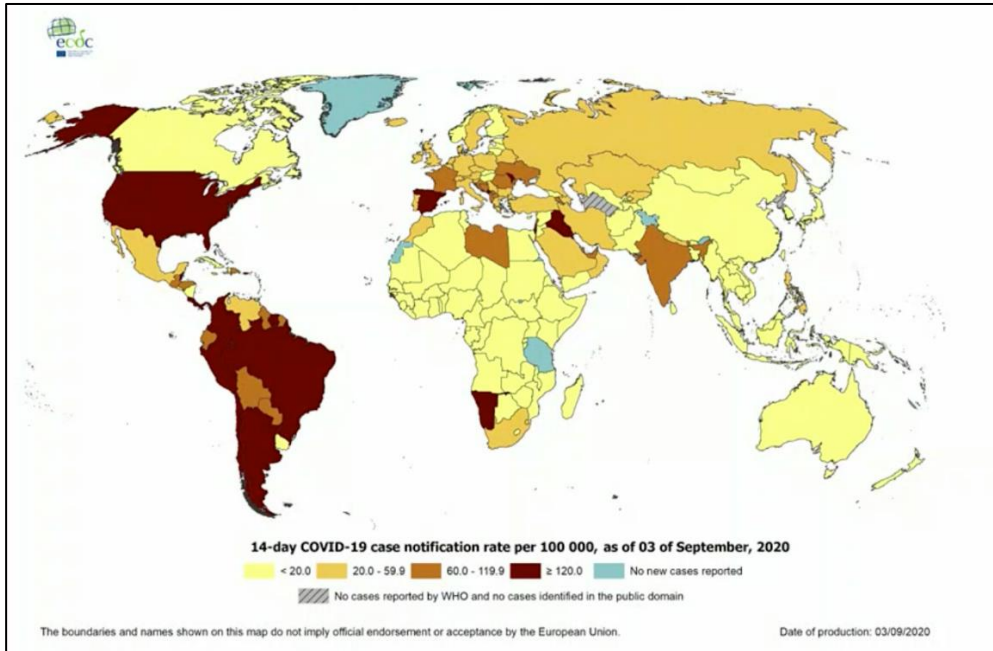 ecdc
14-day COVID-19 case notification rate per 100 000, as of 03 of September, 2020
< 20.0 20.0 - 59.9 60.0 - 119.9 ≥ 120.0 No new cases reported
No cases reported by WHO and no cases identified in the public domain
The boundaries and names shown on this map do not imply official endorsement or acceptance by the European Union. Date of production: 03/09/2020